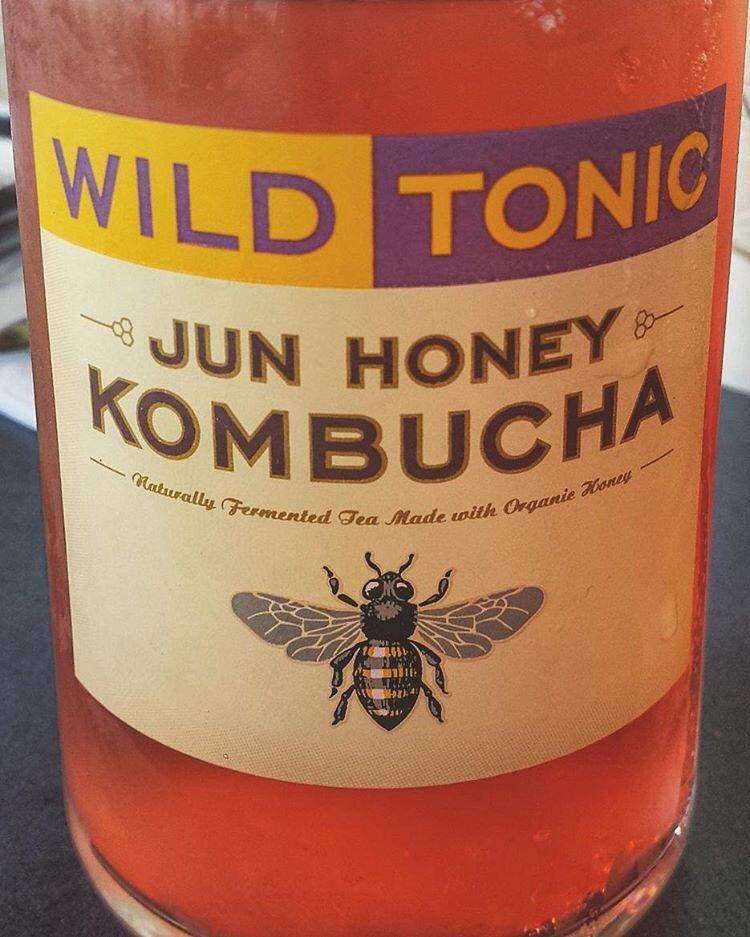 WILD TONIC
JUN HONEY
KOMBUCHA
Naturally Fermented Tea Made with Organic Honey